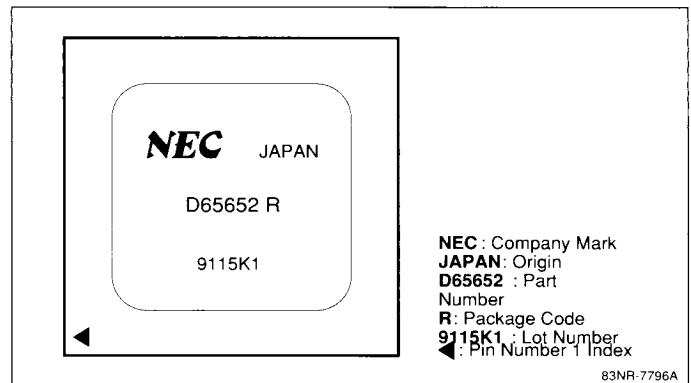 NEC JAPAN
D65652 R
9115K1
◀
NEC : Company Mark
JAPAN: Origin
D65652 : Part
Number
R: Package Code
9115K1 : Lot Number
◀: Pin Number 1 Index
83NR-7796A